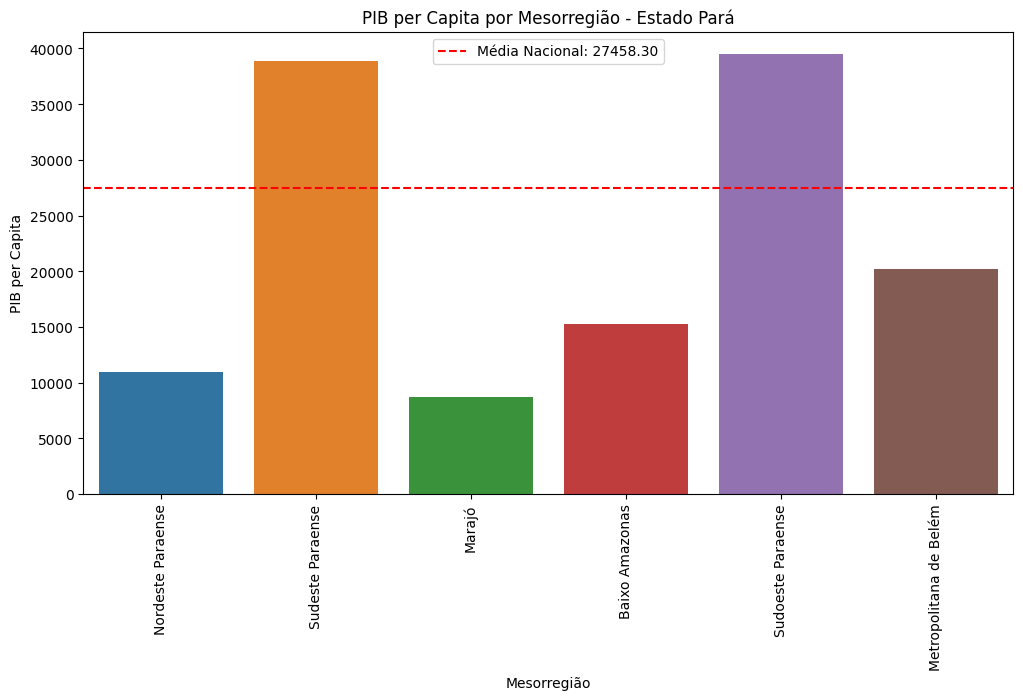 PIB per Capita por Mesorregião - Estado Pará
Média Nacional: 27458.30
PIB per Capita
40000
35000
30000
25000
20000
15000
10000
5000
0
Nordeste Paraense
Sudeste Paraense
Marajó
Baixo Amazonas
Sudoeste Paraense
Metropolitana de Belém
Mesorregião